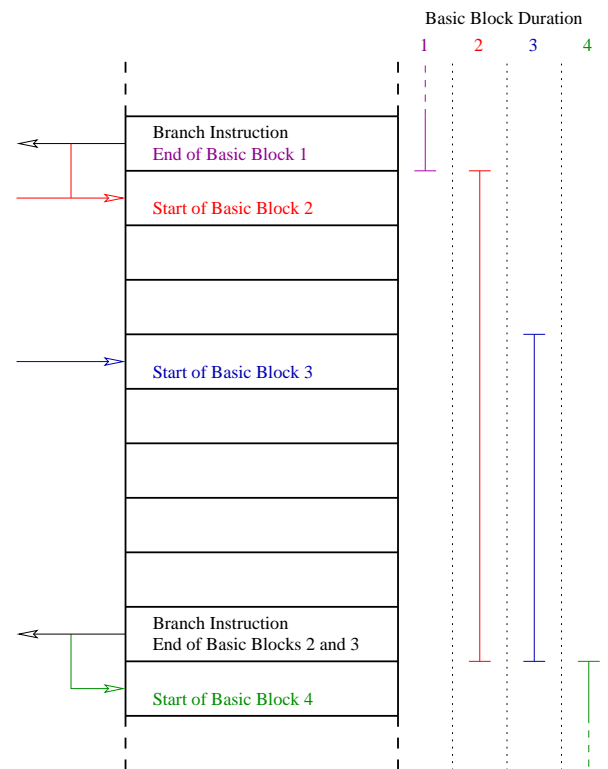 Basic Block Duration
1 2 3 4
Branch Instruction
End of Basic Block 1
Start of Basic Block 2
Start of Basic Block 3
Branch Instruction
End of Basic Blocks 2 and 3
Start of Basic Block 4